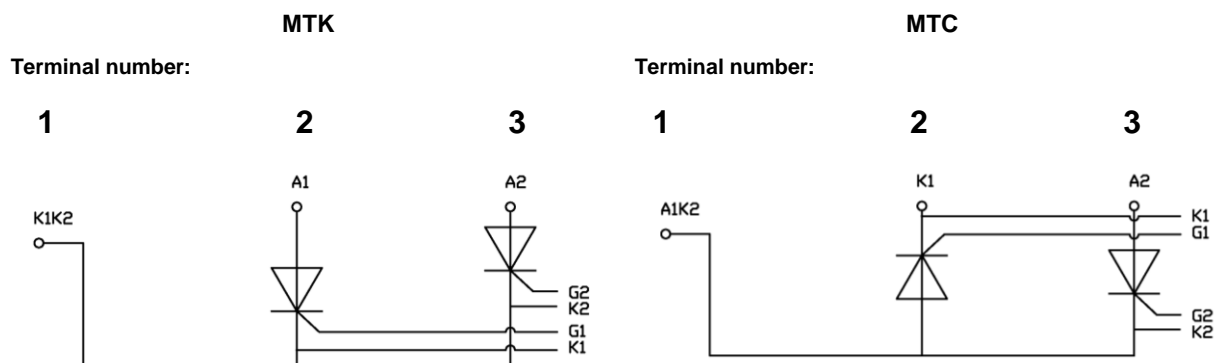 MTK
Terminal number:
1 2 3
A1 A2
K1K2
G2
K2
G1
K1
MTC
Terminal number:
1 2 3
K1 A2
A1K2
K1
G1
G2
K2